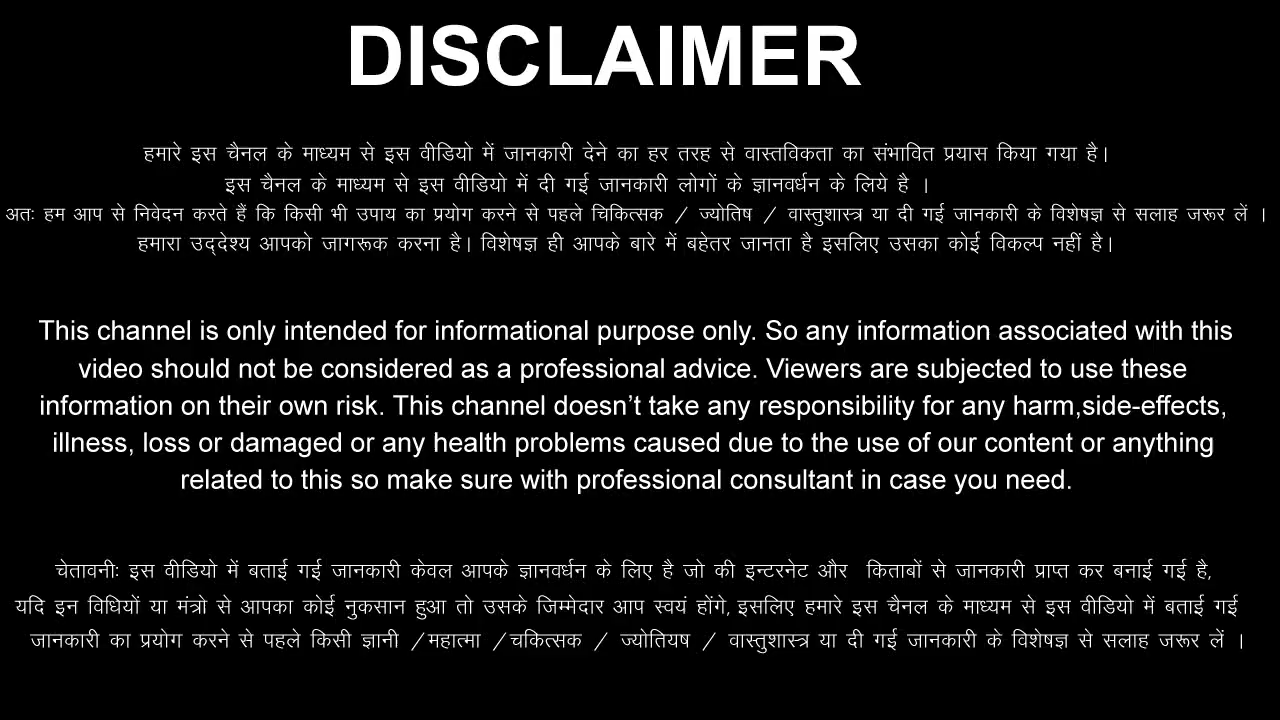 DISCLAIMER
हमारे इस चैनल के माध्यम से इस वीडियो में जानकारी देने का हर तरह से वास्तविकता का संभावित प्रयास किया गया है।
इस चैनल के माध्यम से इस वीडियो में दी गई जानकारी लोगों के ज्ञानवर्धन के लिये है ।
अतः हम आप से निवेदन करते हैं कि किसी भी उपाय का प्रयोग करने से पहले चिकित्सक / ज्योतिष / वास्तुशास्त्र या दी गई जानकारी के विशेषज्ञ से सलाह जरूर लें ।
हमारा उद्देश्य आपको जागरूक करना है। विशेषज्ञ ही आपके बारे में बहेतर जानता है इसलिए उसका कोई विकल्प नहीं है।
This channel is only intended for informational purpose only. So any information associated with this
video should not be considered as a professional advice. Viewers are subjected to use these
information on their own risk. This channel doesn’t take any responsibility for any harm,side-effects,
illness, loss or damaged or any health problems caused due to the use of our content or anything
related to this so make sure with professional consultant in case you need.
चेतावनीः इस वीडियो में बताई गई जानकारी केवल आपके ज्ञानवर्धन के लिए है जो की इन्टरनेट और किताबों से जानकारी प्राप्त कर बनाई गई है,
यदि इन विधियों या मंत्रो से आपका कोई नुकसान हुआ तो उसके जिम्मेदार आप स्वयं होंगे, इसलिए हमारे इस चैनल के माध्यम से इस वीडियो में बताई गई
जानकारी का प्रयोग करने से पहले किसी ज्ञानी /महात्मा /चकित्सक / ज्योतियष / वास्तुशास्त्र या दी गई जानकारी के विशेषज्ञ से सलाह जरूर लें ।